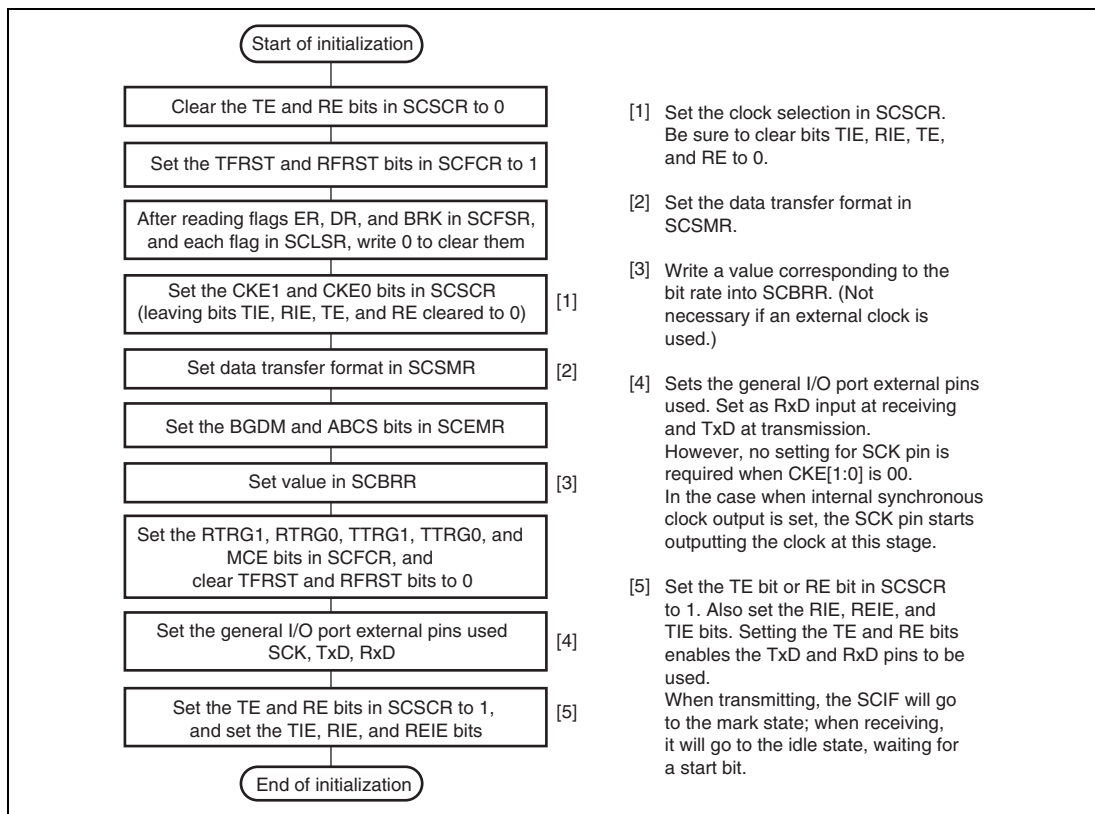 Start of initialization
Clear the TE and RE bits in SCSCR to 0
Set the TFRST and RFRST bits in SCFCR to 1
After reading flags ER, DR, and BRK in SCFSR,
and each flag in SCLSR, write 0 to clear them
Set the CKE1 and CKE0 bits in SCSCR
(leaving bits TIE, RIE, TE, and RE cleared to 0)
[1]
Set data transfer format in SCSMR
[2]
Set the BGDM and ABCS bits in SCEMR
Set value in SCBRR
[3]
Set the RTRG1, RTRG0, TTRG1, TTRG0, and
MCE bits in SCFCR, and
clear TFRST and RFRST bits to 0
Set the general I/O port external pins used
SCK, TxD, RxD
[4]
Set the TE and RE bits in SCSCR to 1,
and set the TIE, RIE, and REIE bits
[5]
End of initialization
[1] Set the clock selection in SCSCR.
Be sure to clear bits TIE, RIE, TE,
and RE to 0.
[2] Set the data transfer format in
SCSMR.
[3] Write a value corresponding to the
bit rate into SCBRR. (Not
necessary if an external clock is
used.)
[4] Sets the general I/O port external pins
used. Set as RxD input at receiving
and TxD at transmission.
However, no setting for SCK pin is
required when CKE[1:0] is 00.
In the case when internal synchronous
clock output is set, the SCK pin starts
outputting the clock at this stage.
[5] Set the TE bit or RE bit in SCSCR
to 1. Also set the RIE, REIE, and
TIE bits. Setting the TE and RE bits
enables the TxD and RxD pins to be
used.
When transmitting, the SCIF will go
to the mark state; when receiving,
it will go to the idle state, waiting for
a start bit.